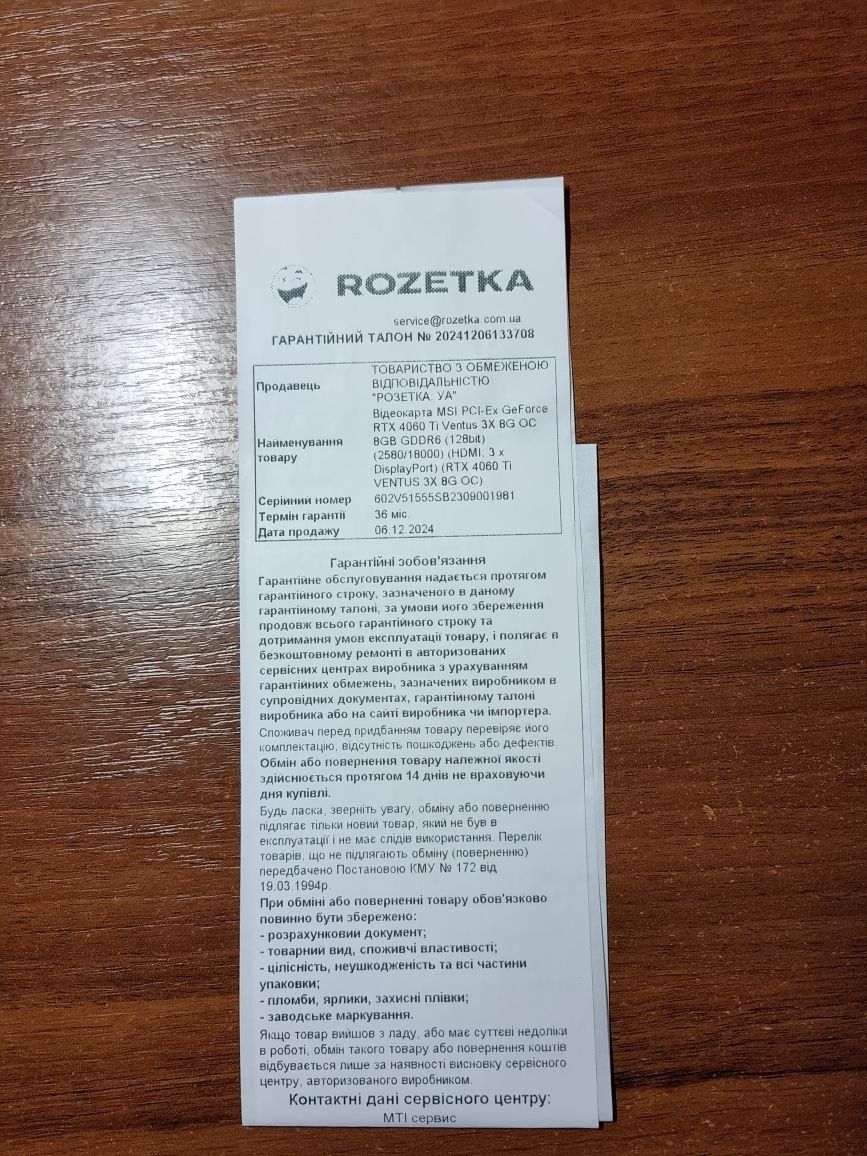 ROZETKA
service@rozetka.com.ua
ГАРАНТІЙНИЙ ТАЛОН № 20241206133708
Продавець
ТОВАРИСТВО З ОБМЕЖЕНОЮ
ВІДПОВІДАЛЬНІСТЮ
"РОЗЕТКА. УА"
Найменування
товару
Відеокарта MSI PCI-Ex GeForce
RTX 4060 Ti Ventus 3X 8G OC
8GB GDDR6 (128bit)
(2580/18000) (HDMI, 3 x
DisplayPort) (RTX 4060 Ti
VENTUS 3X 8G OC)
Серійний номер 602V51555SB2309001981
Термін гарантії 36 міс.
Дата продажу 06.12.2024
Гарантійні зобов'язання
Гарантійне обслуговування надається протягом
гарантійного строку, зазначеного в даному
гарантійному талоні, за умови його збереження
продовж всього гарантійного строку та
дотримання умов експлуатації товару, і полягає в
безкоштовному ремонті в авторизованих
сервісних центрах виробника з урахуванням
гарантійних обмежень, зазначених виробником в
супровідних документах, гарантійному талоні
виробника або на сайті виробника чи імпортера.
Споживач перед придбанням товару перевіряє його
комплектацію, відсутність пошкоджень або дефектів.
Обмін або повернення товару належної якості
здійснюється протягом 14 днів не враховуючи
дня купівлі.
Будь ласка, зверніть увагу, обміну або поверненню
підлягає тільки новий товар, який не був в
експлуатації і не має слідів використання. Перелік
товарів, що не підлягають обміну (поверненню)
передбачено Постановою КМУ № 172 від
19.03.1994р.
При обміні або поверненні товару обов'язково
повинно бути збережено:
- розрахунковий документ;
- товарний вид, споживчі властивості;
- цілісність, неушкодженість та всі частини
упаковки;
- пломби, ярлики, захисні плівки;
- заводське маркування.
Якщо товар вийшов з ладу, або має суттєві недоліки
в роботі, обмін такого товару або повернення коштів
відбувається лише за наявності висновку сервісного
центру, авторизованого виробником.
Контактні дані сервісного центру:
МТІ сервис